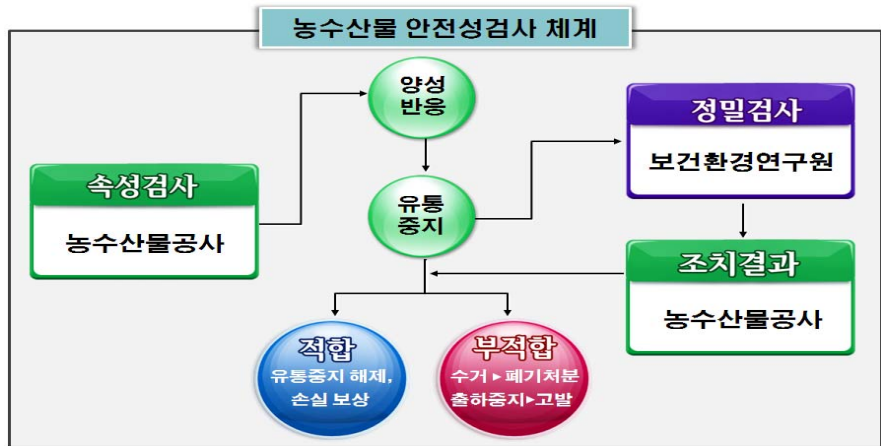 농수산물 안전성검사 체계
양성
반응
정밀검사
보건환경연구원
속성검사
농수산물공사
유통
중지
조치결과
농수산물공사
적합
유통중지 해제,
손실 보상
부적합
수거 ▸ 폐기처분
출하중지▸고발